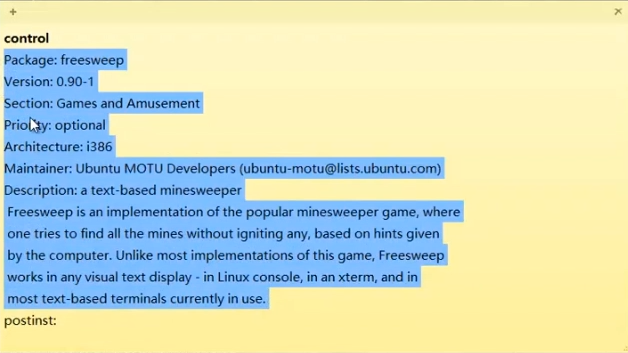 control
Package: freesweep
Version: 0.90-1
Section: Games and Amusement
Priority: optional
Architecture: i386
Maintainer: Ubuntu MOTU Developers (ubuntu-motu@lists.ubuntu.com)
Description: a text-based minesweeper
Freesweep is an implementation of the popular minesweeper game, where
one tries to find all the mines without igniting any, based on hints given
by the computer. Unlike most implementations of this game, Freesweep
works in any visual text display - in Linux console, in an xterm, and in
most text-based terminals currently in use.
postinst: